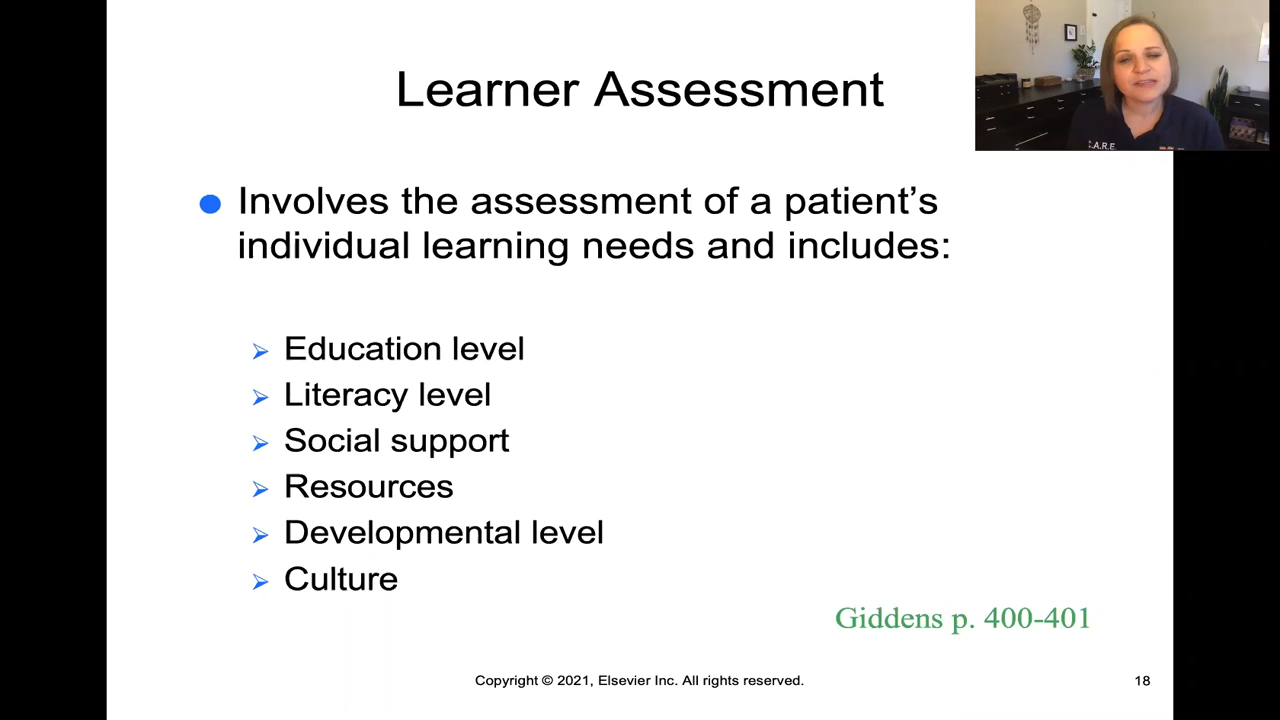 Learner Assessment
C.A.R.E.
Involves the assessment of a patient's
individual learning needs and includes:
Education level
Literacy level
Social support
Resources
Developmental level
Culture
Giddens p. 400-401
Copyright © 2021, Elsevier Inc. All rights reserved.
18